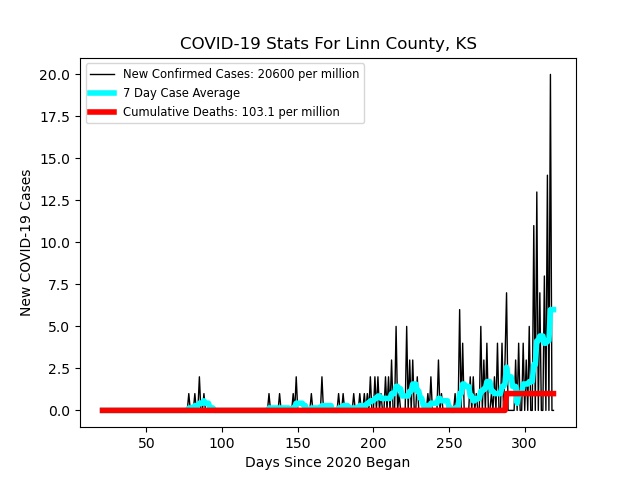 COVID-19 Stats For Linn County, KS
New Confirmed Cases: 20600 per million
7 Day Case Average
Cumulative Deaths: 103.1 per million
New COVID-19 Cases
20.0
17.5
15.0
12.5
10.0
7.5
5.0
2.5
0.0
50 100 150 200 250 300
Days Since 2020 Began